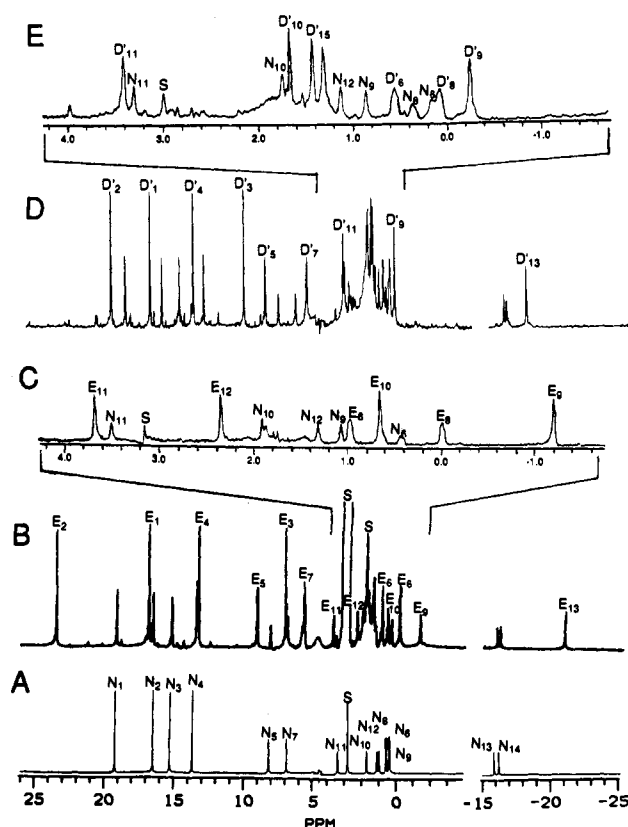 E
D'11 N11 S N10 D'10 D'15 N12 N9 D'6 N6 N8 D'8 D'9
4.0 3.0 2.0 1.0 0.0 -1.0
D
D'2 D'1 D'4 D'3 D'5 D'7 D'11 D'9 D'13
C
E11 N11 S E12 N10 N12 N9 E6 E10 N6 E8 E9
4.0 3.0 2.0 1.0 0.0 -1.0
B
E2 E1 E4 E5 E3 E7 E11 S E12 S E6 E10 E6 E9 E13
A
N1 N2 N3 N4 N5 N7 N11 S N10 N12 N8 N6 N9 N13 N14
25 20 15 10 5 0 -15 -20 -25
PPM